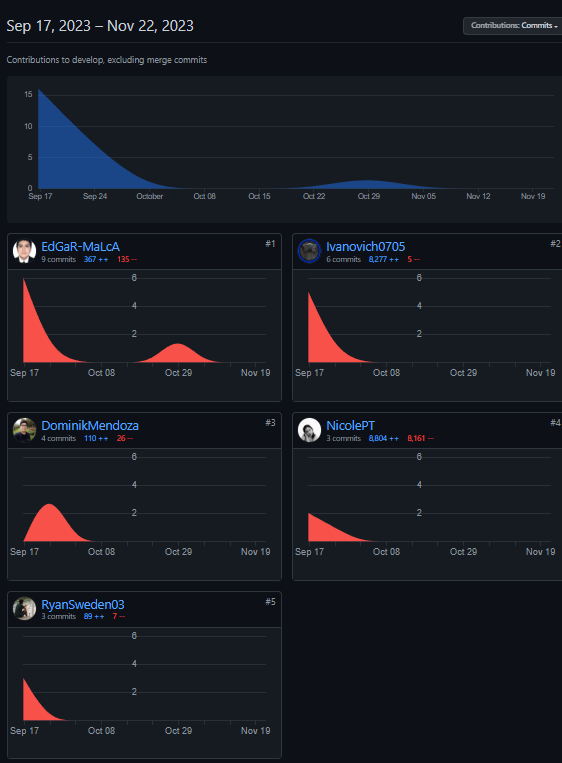 Sep 17, 2023 – Nov 22, 2023
Contributions: Commits
Contributions to develop, excluding merge commits
15
10
5
0
Sep 17 Sep 24 October Oct 08 Oct 15 Oct 22 Oct 29 Nov 05 Nov 12 Nov 19
EdGaR-MaLcA #1
9 commits 367 ++ 135 --
6
4
2
Sep 17 Oct 08 Oct 29 Nov 19
Ivanovich0705 #2
6 commits 8,277 ++ 5 --
6
4
2
Sep 17 Oct 08 Oct 29 Nov 19
DominikMendoza #3
4 commits 110 ++ 26 --
6
4
2
Sep 17 Oct 08 Oct 29 Nov 19
NicolePT #4
3 commits 8,804 ++ 8,161 --
6
4
2
Sep 17 Oct 08 Oct 29 Nov 19
RyanSweden03 #5
3 commits 89 ++ 7 --
6
4
2
Sep 17 Oct 08 Oct 29 Nov 19